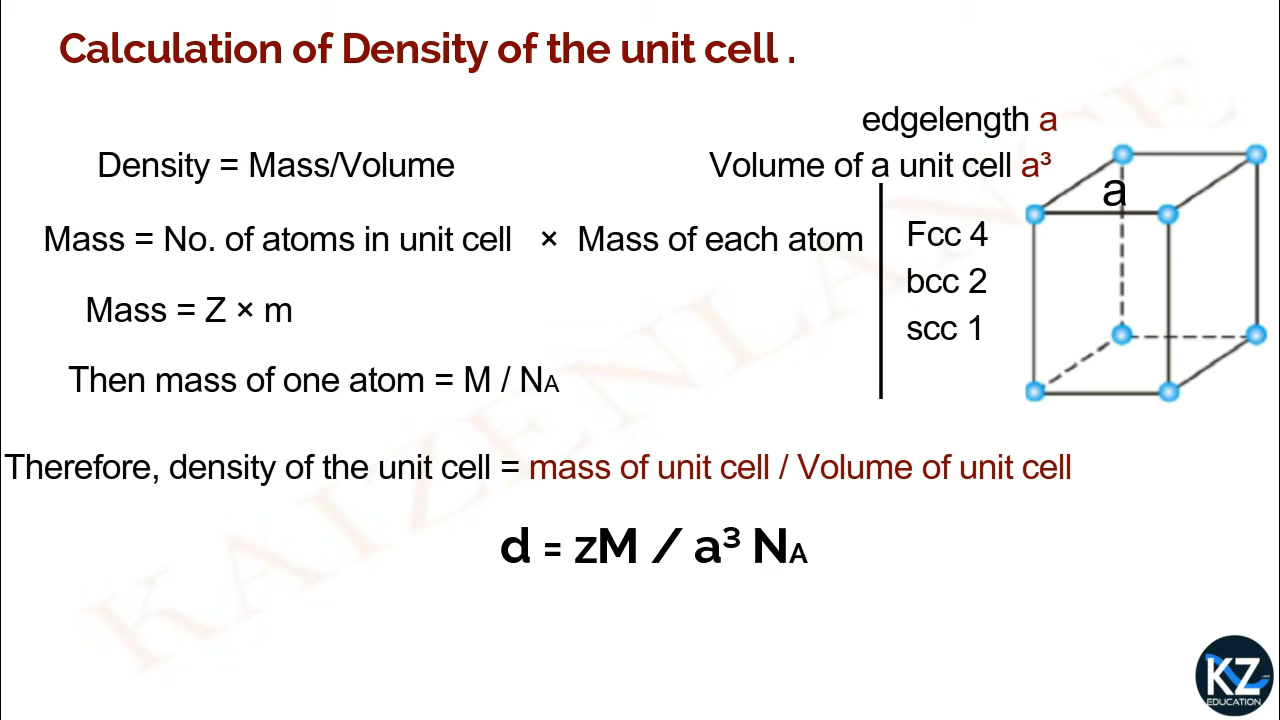 Calculation of Density of the unit cell .
edgelength a
Density = Mass/Volume
Volume of a unit cell a³
a
Mass = No. of atoms in unit cell × Mass of each atom
Fcc 4
bcc 2
scc 1
Mass = Z × m
Then mass of one atom = M / NA
Therefore, density of the unit cell = mass of unit cell / Volume of unit cell
d = zM / a³ NA
KAIZENLANCE
KZ
EDUCATION